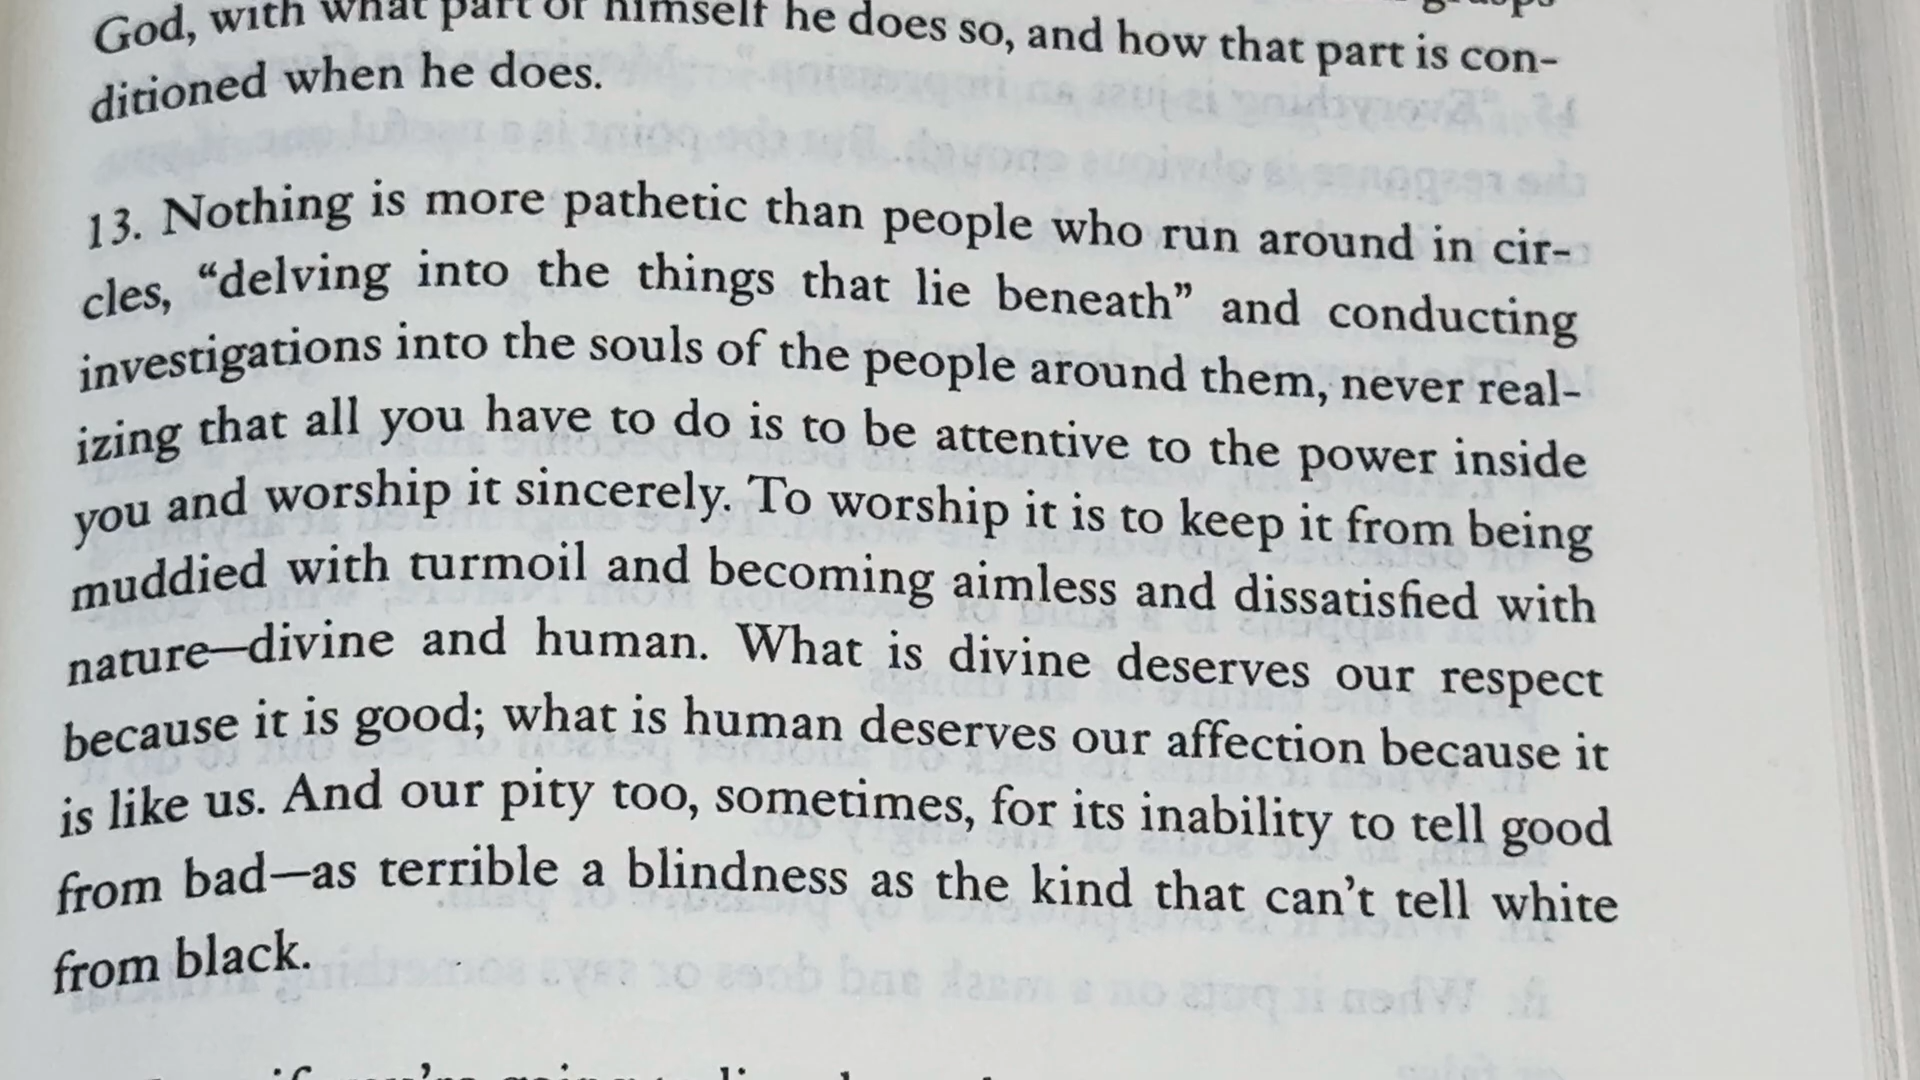 God, with what part of himself he does so, and how that part is con-
ditioned when he does.
13. Nothing is more pathetic than people who run around in cir-
cles, “delving into the things that lie beneath” and conducting
investigations into the souls of the people around them, never real-
izing that all you have to do is to be attentive to the power inside
you and worship it sincerely. To worship it is to keep it from being
muddied with turmoil and becoming aimless and dissatisfied with
nature—divine and human. What is divine deserves our respect
because it is good; what is human deserves our affection because it
is like us. And our pity too, sometimes, for its inability to tell good
from bad—as terrible a blindness as the kind that can’t tell white
from black.
if you’re going to